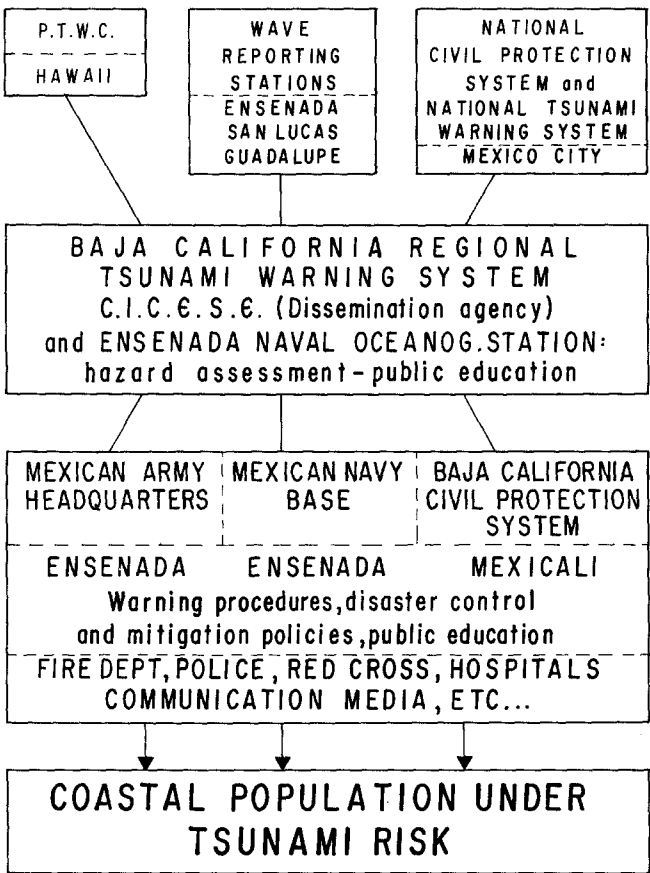 P.T.W.C.
HAWAII
WAVE
REPORTING
STATIONS
ENSENADA
SAN LUCAS
GUADALUPE
NATIONAL
CIVIL PROTECTION
SYSTEM and
NATIONAL TSUNAMI
WARNING SYSTEM
MEXICO CITY
BAJA CALIFORNIA REGIONAL
TSUNAMI WARNING SYSTEM
C.I.C.E.S.E. (Dissemination agency)
and ENSENADA NAVAL OCEANOG.STATION:
hazard assessment-public education
MEXICAN ARMY
HEADQUARTERS
MEXICAN NAVY
BASE
BAJA CALIFORNIA
CIVIL PROTECTION
SYSTEM
ENSENADA ENSENADA MEXICALI
Warning procedures,disaster control
and mitigation policies,public education
FIRE DEPT,POLICE,RED CROSS,HOSPITALS
COMMUNICATION MEDIA,ETC...
COASTAL POPULATION UNDER
TSUNAMI RISK